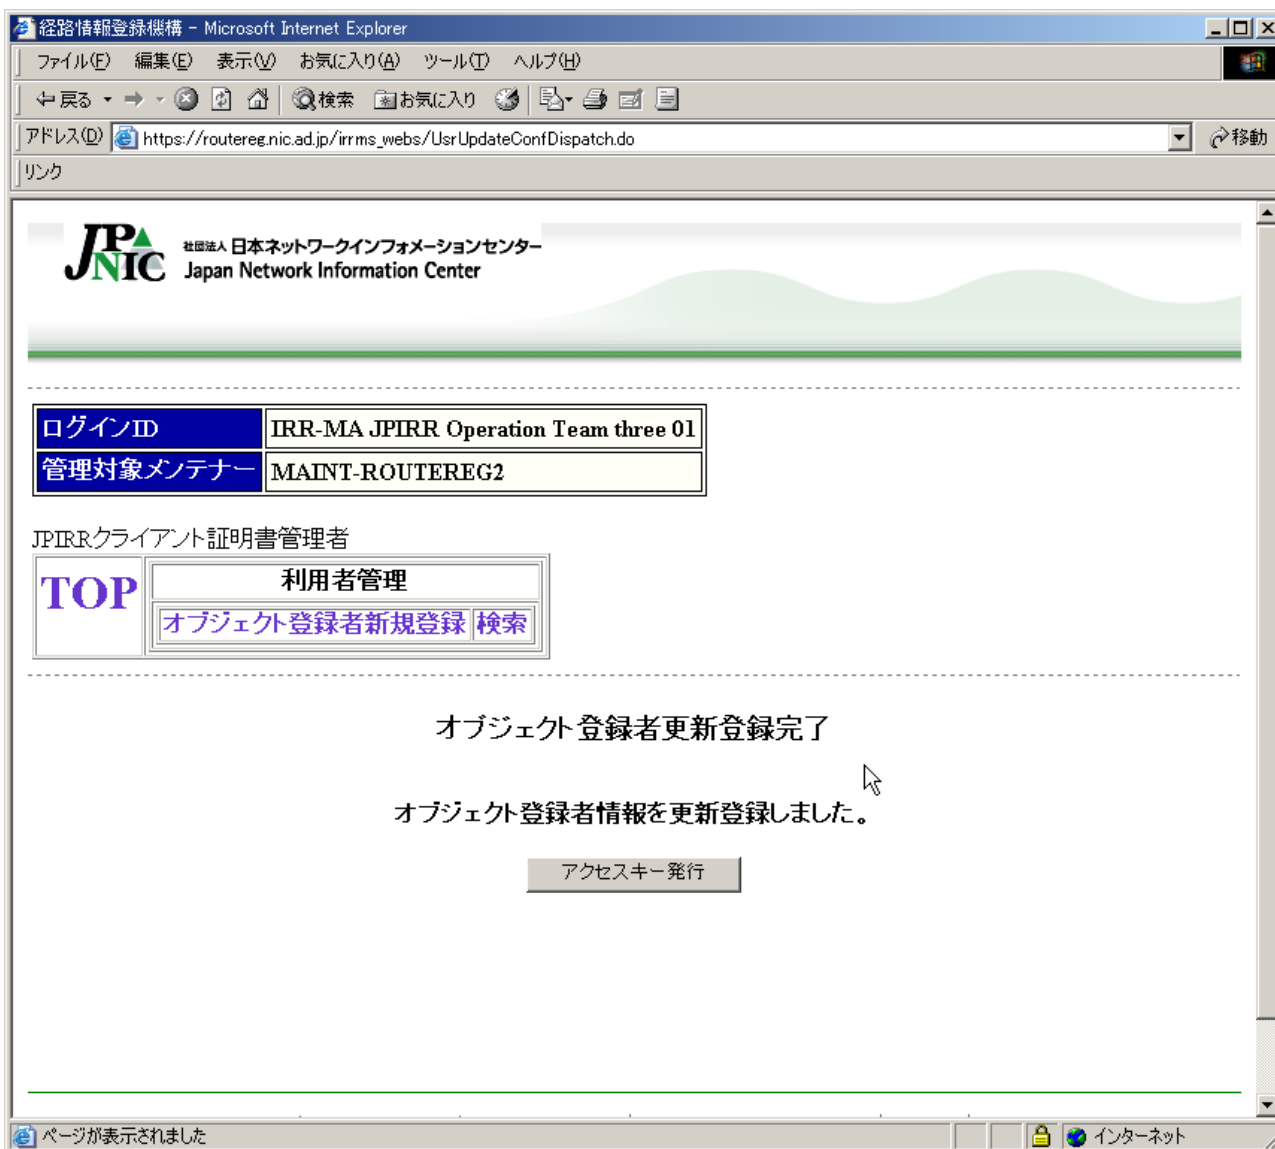 経路情報登録機構 - Microsoft Internet Explorer
ファイル(F) 編集(E) 表示(V) お気に入り(A) ツール(T) ヘルプ(H)
戻る 検索 お気に入り
アドレス(D) https://routereg.nic.ad.jp/irrms_webs/UsrUpdateConfDispatch.do 移動
リンク
JPNIC 社団法人 日本ネットワークインフォメーションセンター
Japan Network Information Center
ログインID IRR-MA JPIRR Operation Team three 01
管理対象メンテナー MAINT-ROUTEREG2
JPIRRクライアント証明書管理者
TOP 利用者管理
オブジェクト登録者新規登録 検索
オブジェクト登録者更新登録完了
オブジェクト登録者情報を更新登録しました。
アクセスキー発行
ページが表示されました インターネット